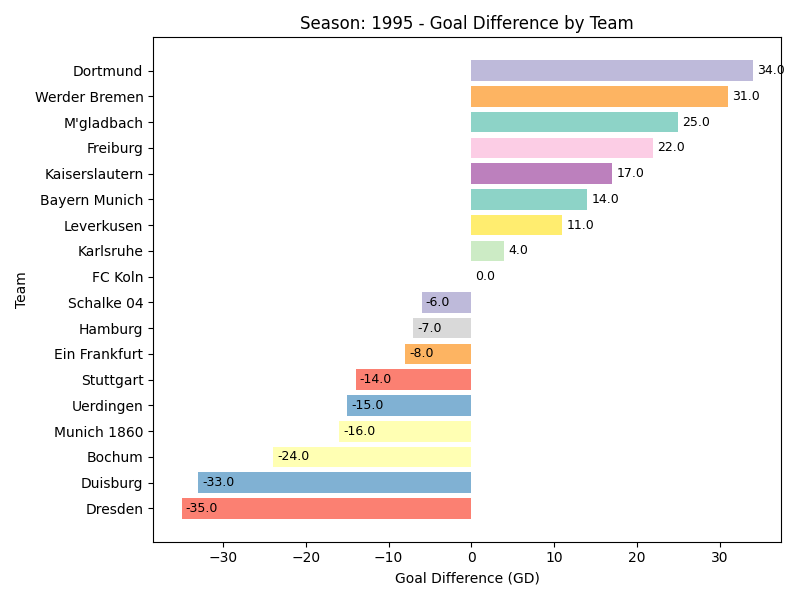 Season: 1995 - Goal Difference by Team
Team
Dortmund 34.0
Werder Bremen 31.0
M'gladbach 25.0
Freiburg 22.0
Kaiserslautern 17.0
Bayern Munich 14.0
Leverkusen 11.0
Karlsruhe 4.0
FC Koln 0.0
Schalke 04 -6.0
Hamburg -7.0
Ein Frankfurt -8.0
Stuttgart -14.0
Uerdingen -15.0
Munich 1860 -16.0
Bochum -24.0
Duisburg -33.0
Dresden -35.0
−30 −20 −10 0 10 20 30
Goal Difference (GD)